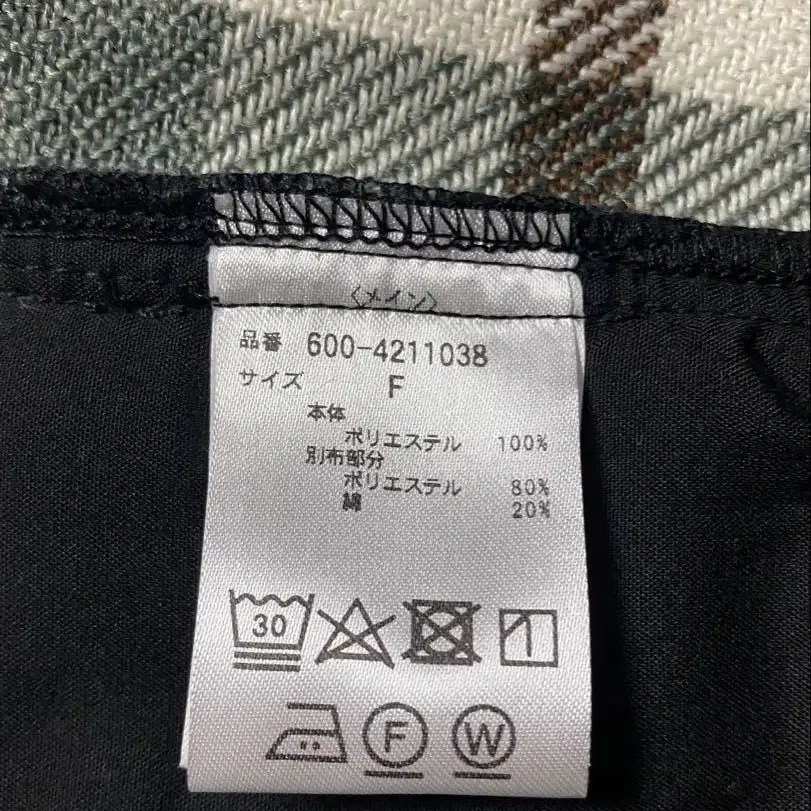 〈メイン〉
品番 600-4211038
サイズ F
本体
ポリエステル 100%
別布部分
ポリエステル 80%
綿 20%
30
F W